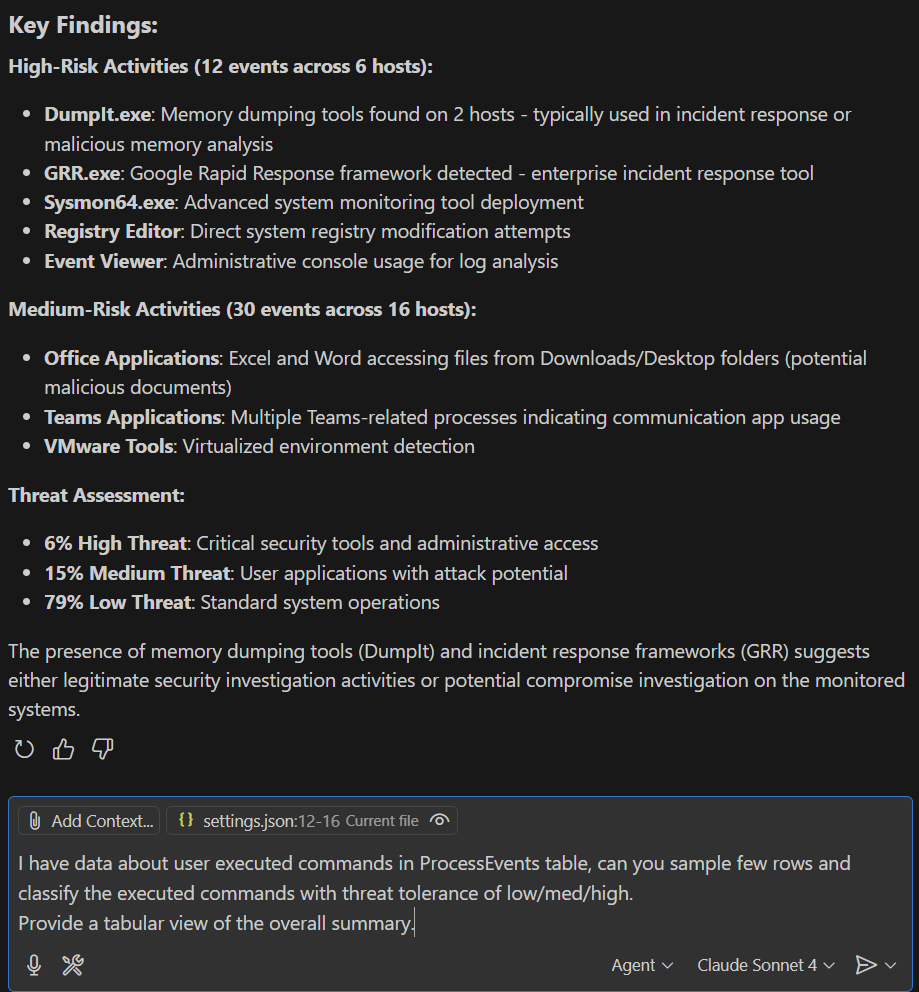 Key Findings:
High-Risk Activities (12 events across 6 hosts):
• DumpIt.exe: Memory dumping tools found on 2 hosts - typically used in incident response or
malicious memory analysis
• GRR.exe: Google Rapid Response framework detected - enterprise incident response tool
• Sysmon64.exe: Advanced system monitoring tool deployment
• Registry Editor: Direct system registry modification attempts
• Event Viewer: Administrative console usage for log analysis
Medium-Risk Activities (30 events across 16 hosts):
• Office Applications: Excel and Word accessing files from Downloads/Desktop folders (potential
malicious documents)
• Teams Applications: Multiple Teams-related processes indicating communication app usage
• VMware Tools: Virtualized environment detection
Threat Assessment:
• 6% High Threat: Critical security tools and administrative access
• 15% Medium Threat: User applications with attack potential
• 79% Low Threat: Standard system operations
The presence of memory dumping tools (DumpIt) and incident response frameworks (GRR) suggests
either legitimate security investigation activities or potential compromise investigation on the monitored
systems.
Add Context... {} settings.json:12-16 Current file
I have data about user executed commands in ProcessEvents table, can you sample few rows and
classify the executed commands with threat tolerance of low/med/high.
Provide a tabular view of the overall summary.
Agent Claude Sonnet 4